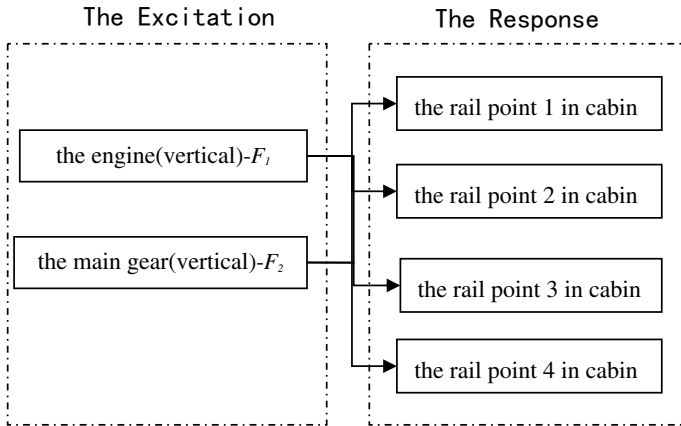 The Excitation
The Response
the engine(vertical)-F₁
the main gear(vertical)-F₂
the rail point 1 in cabin
the rail point 2 in cabin
the rail point 3 in cabin
the rail point 4 in cabin